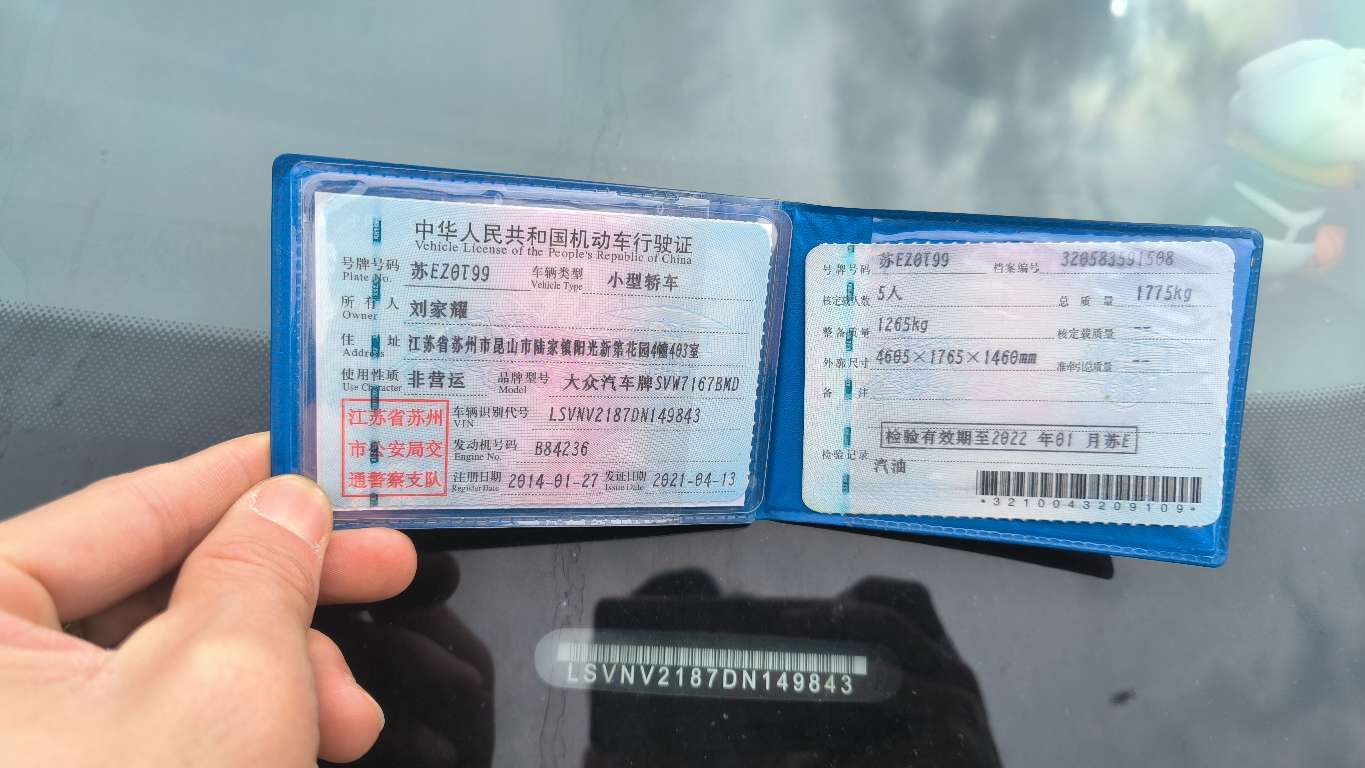 中华人民共和国机动车行驶证
Vehicle License of the People's Republic of China
号牌号码 苏EZ0T99 车辆类型 小型轿车
Plate No. Vehicle Type
所有人 刘家耀
Owner
住址 江苏省苏州市昆山市陆家镇阳光新第花园4幢403室
Address
使用性质 非营运 品牌型号 大众汽车牌SVW7167BMD
Use Character Model
江苏省苏州
市公安局交
通警察支队
车辆识别代号 LSVNV2187DN149843
VIN
发动机号码 B84236
Engine No.
注册日期 2014-01-27 发证日期 2021-04-13
Register Date Issue Date
号牌号码 苏EZ0T99 档案编号 320583591508
核定载人数 5人 总质量 1775kg
整备质量 1265kg 核定载质量 --
外廓尺寸 4605×1765×1460mm 准牵引总质量 --
备注
检验有效期至2022 年01 月苏E
检验记录
汽油
*3210043209109*
LSVNV2187DN149843